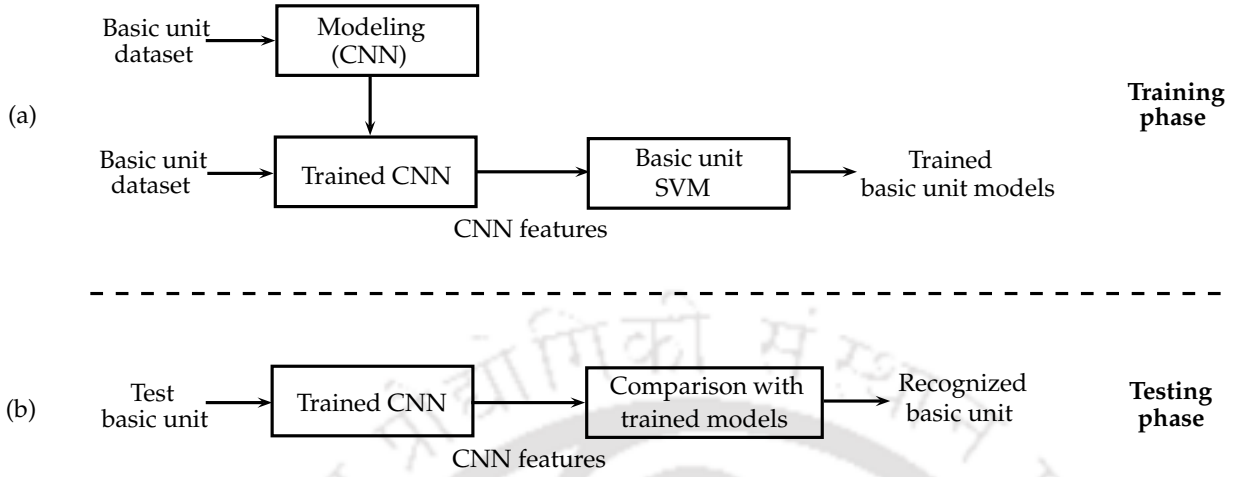 Basic unit
dataset
Modeling
(CNN)
(a)
Training
phase
Basic unit
dataset
Trained CNN
Basic unit
SVM
Trained
basic unit models
CNN features
प्रौद्योगिकी संस्थान
(b)
Test
basic unit
Trained CNN
Comparison with
trained models
Recognized
basic unit
Testing
phase
CNN features